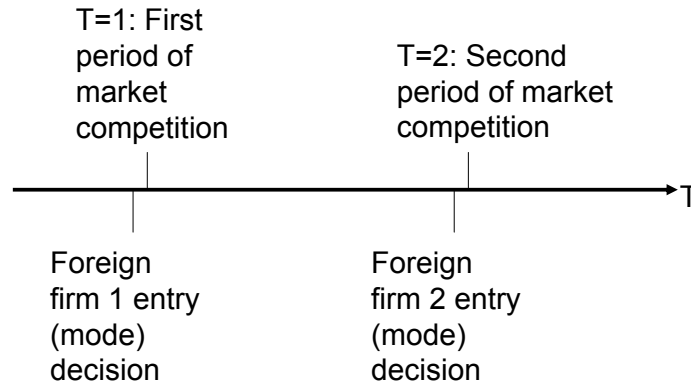 T=1: First
period of
market
competition
T=2: Second
period of market
competition
T
Foreign
firm 1 entry
(mode)
decision
Foreign
firm 2 entry
(mode)
decision